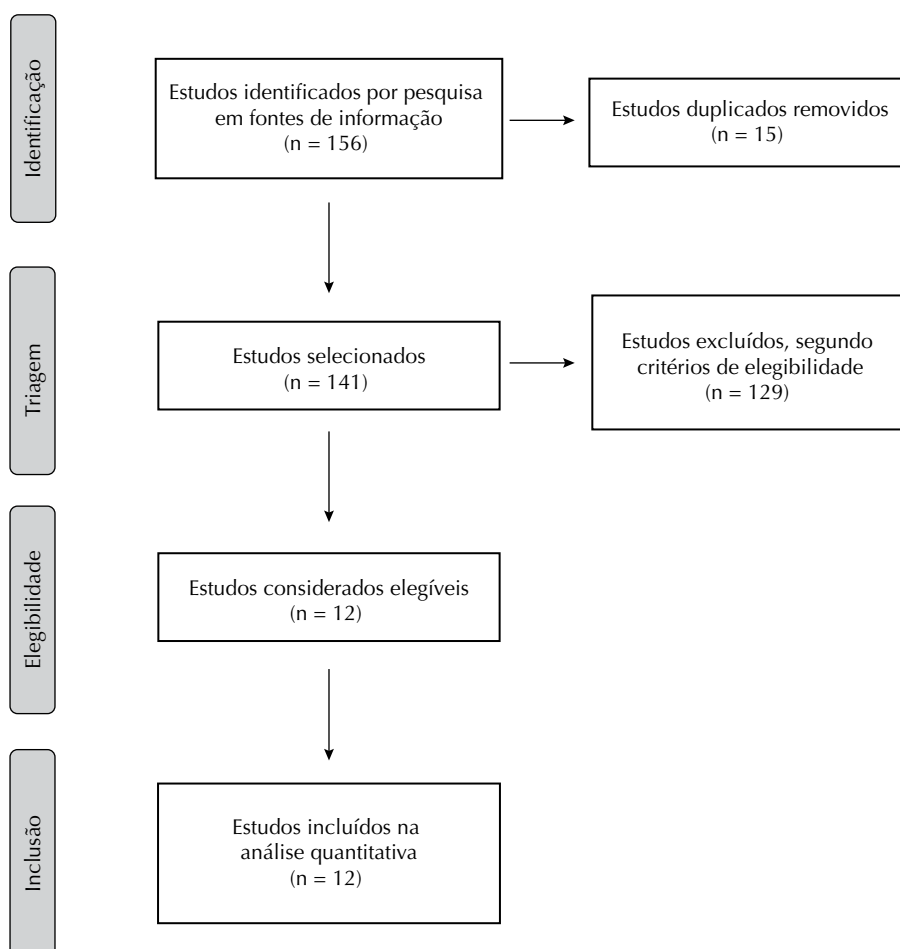 Identificação
Estudos identificados por pesquisa
em fontes de informação
(n = 156)
Estudos duplicados removidos
(n = 15)
Triagem
Estudos selecionados
(n = 141)
Estudos excluídos, segundo
critérios de elegibilidade
(n = 129)
Elegibilidade
Estudos considerados elegíveis
(n = 12)
Inclusão
Estudos incluídos na
análise quantitativa
(n = 12)